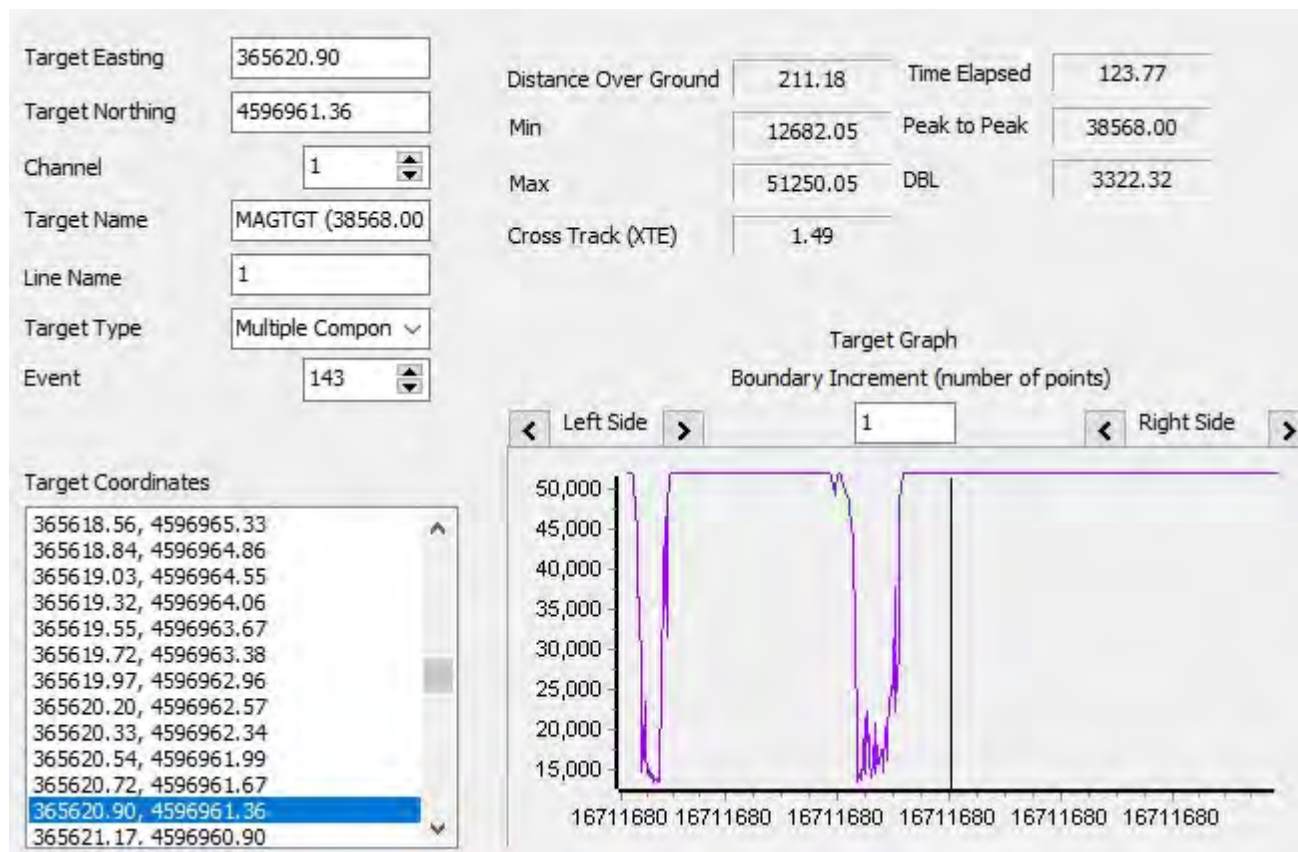 Target Easting 365620.90
Target Northing 4596961.36
Channel 1
Target Name MAGTGT (38568.00
Line Name 1
Target Type Multiple Compon
Event 143
Distance Over Ground 211.18 Time Elapsed 123.77
Min 12682.05 Peak to Peak 38568.00
Max 51250.05 DBL 3322.32
Cross Track (XTE) 1.49
Target Coordinates
365618.56, 4596965.33
365618.84, 4596964.86
365619.03, 4596964.55
365619.32, 4596964.06
365619.55, 4596963.67
365619.72, 4596963.38
365619.97, 4596962.96
365620.20, 4596962.57
365620.33, 4596962.34
365620.54, 4596961.99
365620.72, 4596961.67
365620.90, 4596961.36
365621.17, 4596960.90
Target Graph
Boundary Increment (number of points)
< Left Side > 1 < Right Side >
50,000
45,000
40,000
35,000
30,000
25,000
20,000
15,000
16711680 16711680 16711680 16711680 16711680 16711680